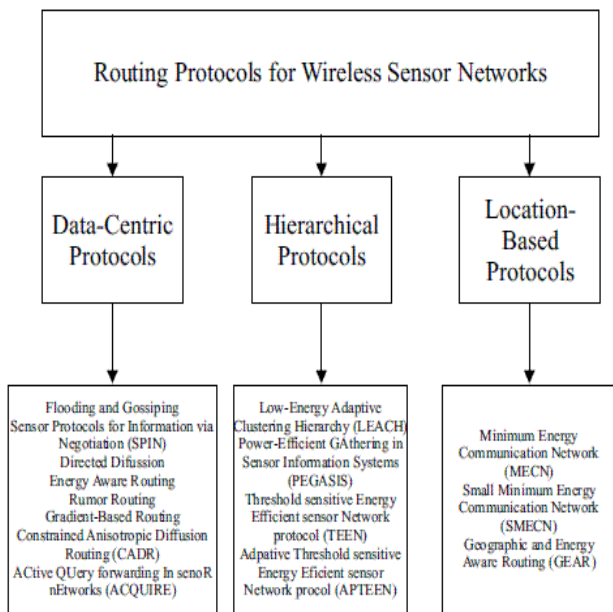 Routing Protocols for Wireless Sensor Networks
Data-Centric
Protocols
Hierarchical
Protocols
Location-
Based
Protocols
Flooding and Gossiping
Sensor Protocols for Information via
Negotiation (SPIN)
Directed Difussion
Energy Aware Routing
Rumor Routing
Gradient-Based Routing
Constrained Anisotropic Diffusion
Routing (CADR)
ACtive QUery forwarding In senoR
nEtworks (ACQUIRE)
Low-Energy Adaptive
Clustering Hierarchy (LEACH)
Power-Efficient GAthering in
Sensor Information Systems
(PEGASIS)
Threshold sensitive Energy
Efficient sensor Network
protocol (TEEN)
Adpative Threshold sensitive
Energy Eficient sensor
Network procol (APTEEN)
Minimum Energy
Communication Network
(MECN)
Small Minimum Energy
Communication Network
(SMECN)
Geographic and Energy
Aware Routing (GEAR)